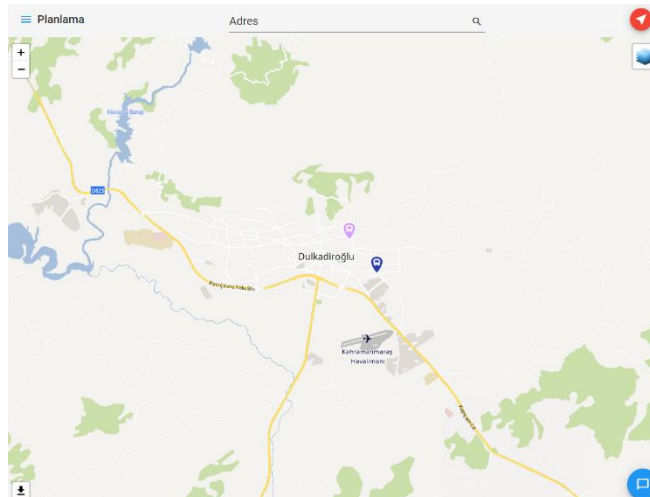 Planlama
Adres
+
−
D825
Dulkadiroğlu
Kahramanmaraş
Havalimanı